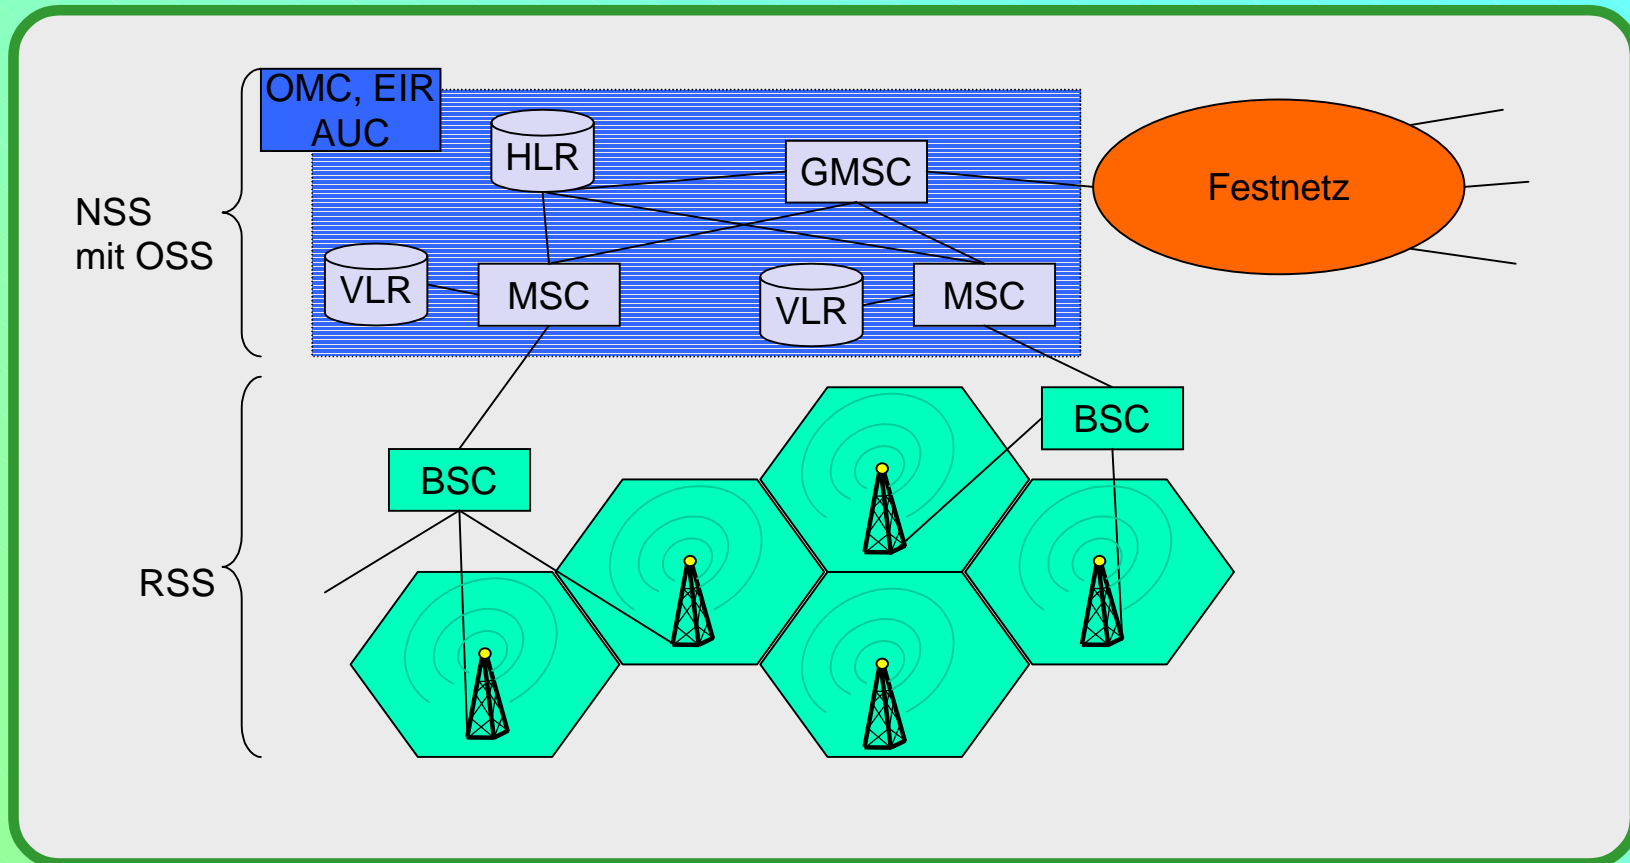 OMC, EIR
AUC
HLR
GMSC
Festnetz
NSS
mit OSS
VLR
MSC
VLR
MSC
BSC
BSC
RSS